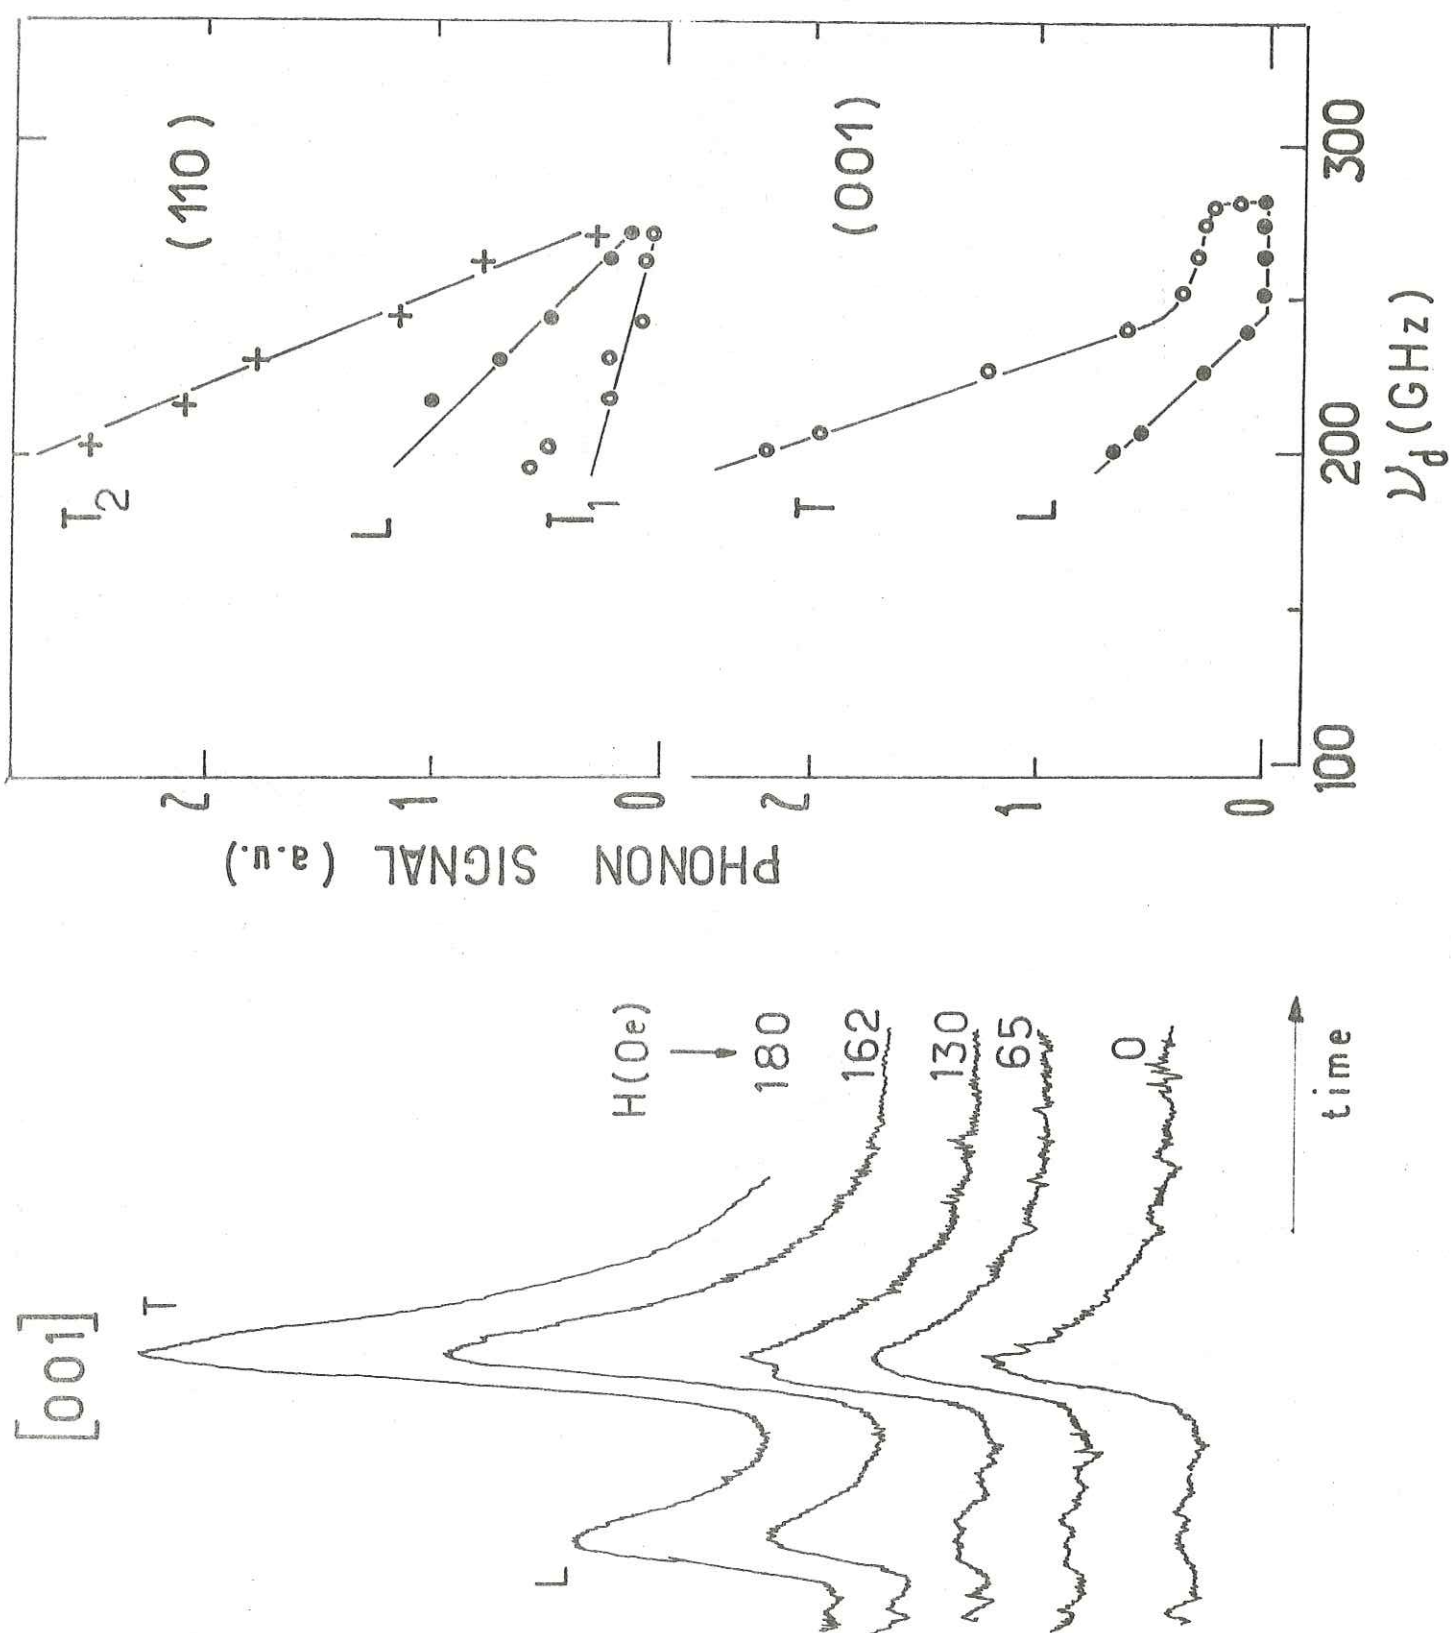 [001]
L
T
H(Oe)
180
162
130
65
0
time
PHONON SIGNAL (a.u.)
2
1
0
2
1
0
T2
L
T1
(110)
T
L
(001)
100
200
300
νd (GHz)